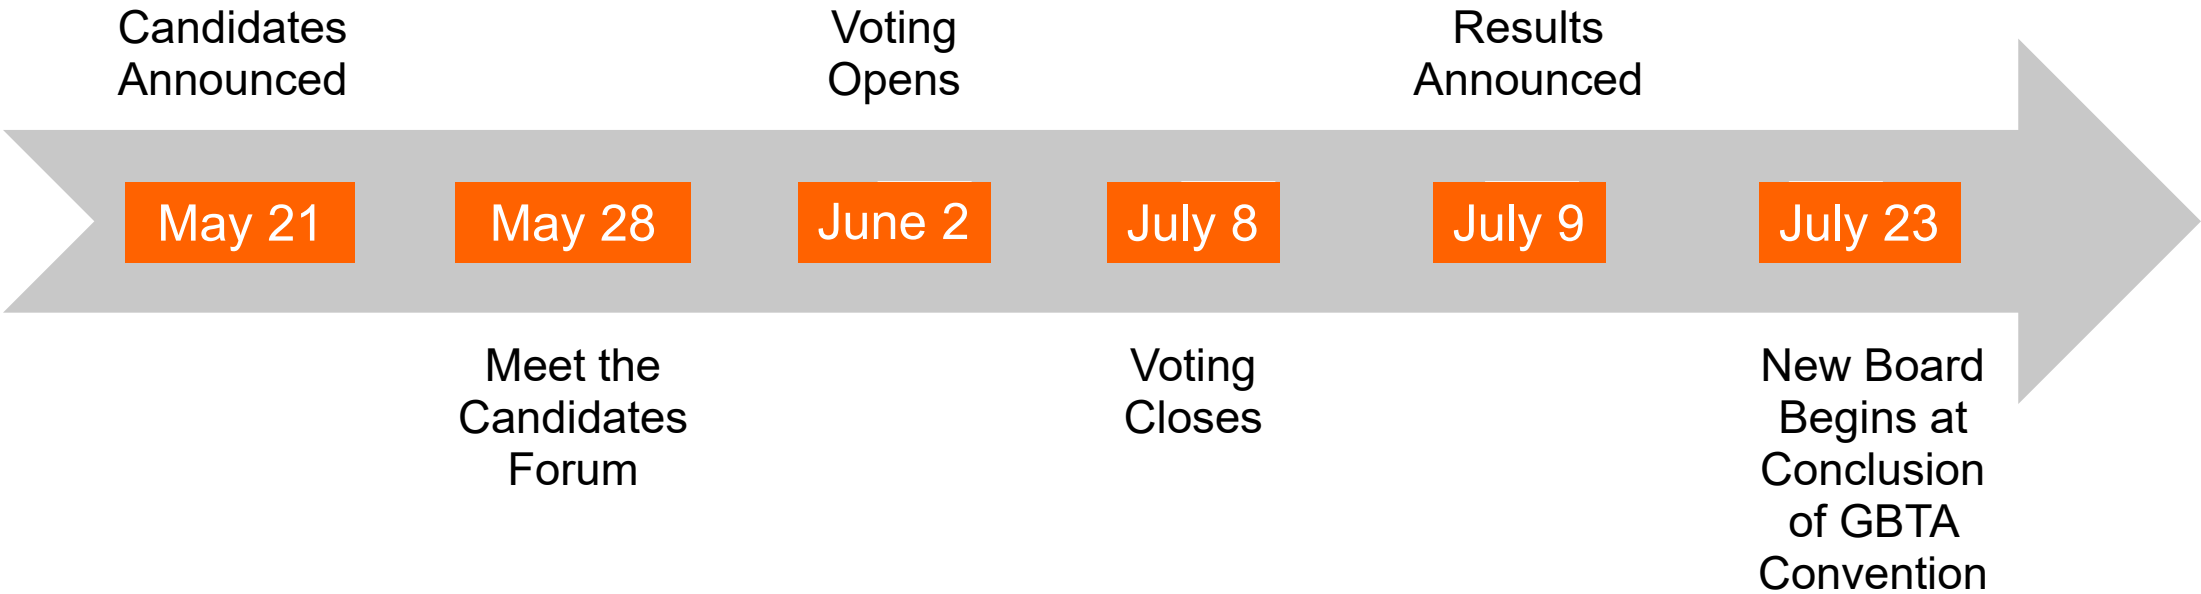 Candidates
Announced
Voting
Opens
Results
Announced
May 21
May 28
June 2
July 8
July 9
July 23
Meet the
Candidates
Forum
Voting
Closes
New Board
Begins at
Conclusion
of GBTA
Convention